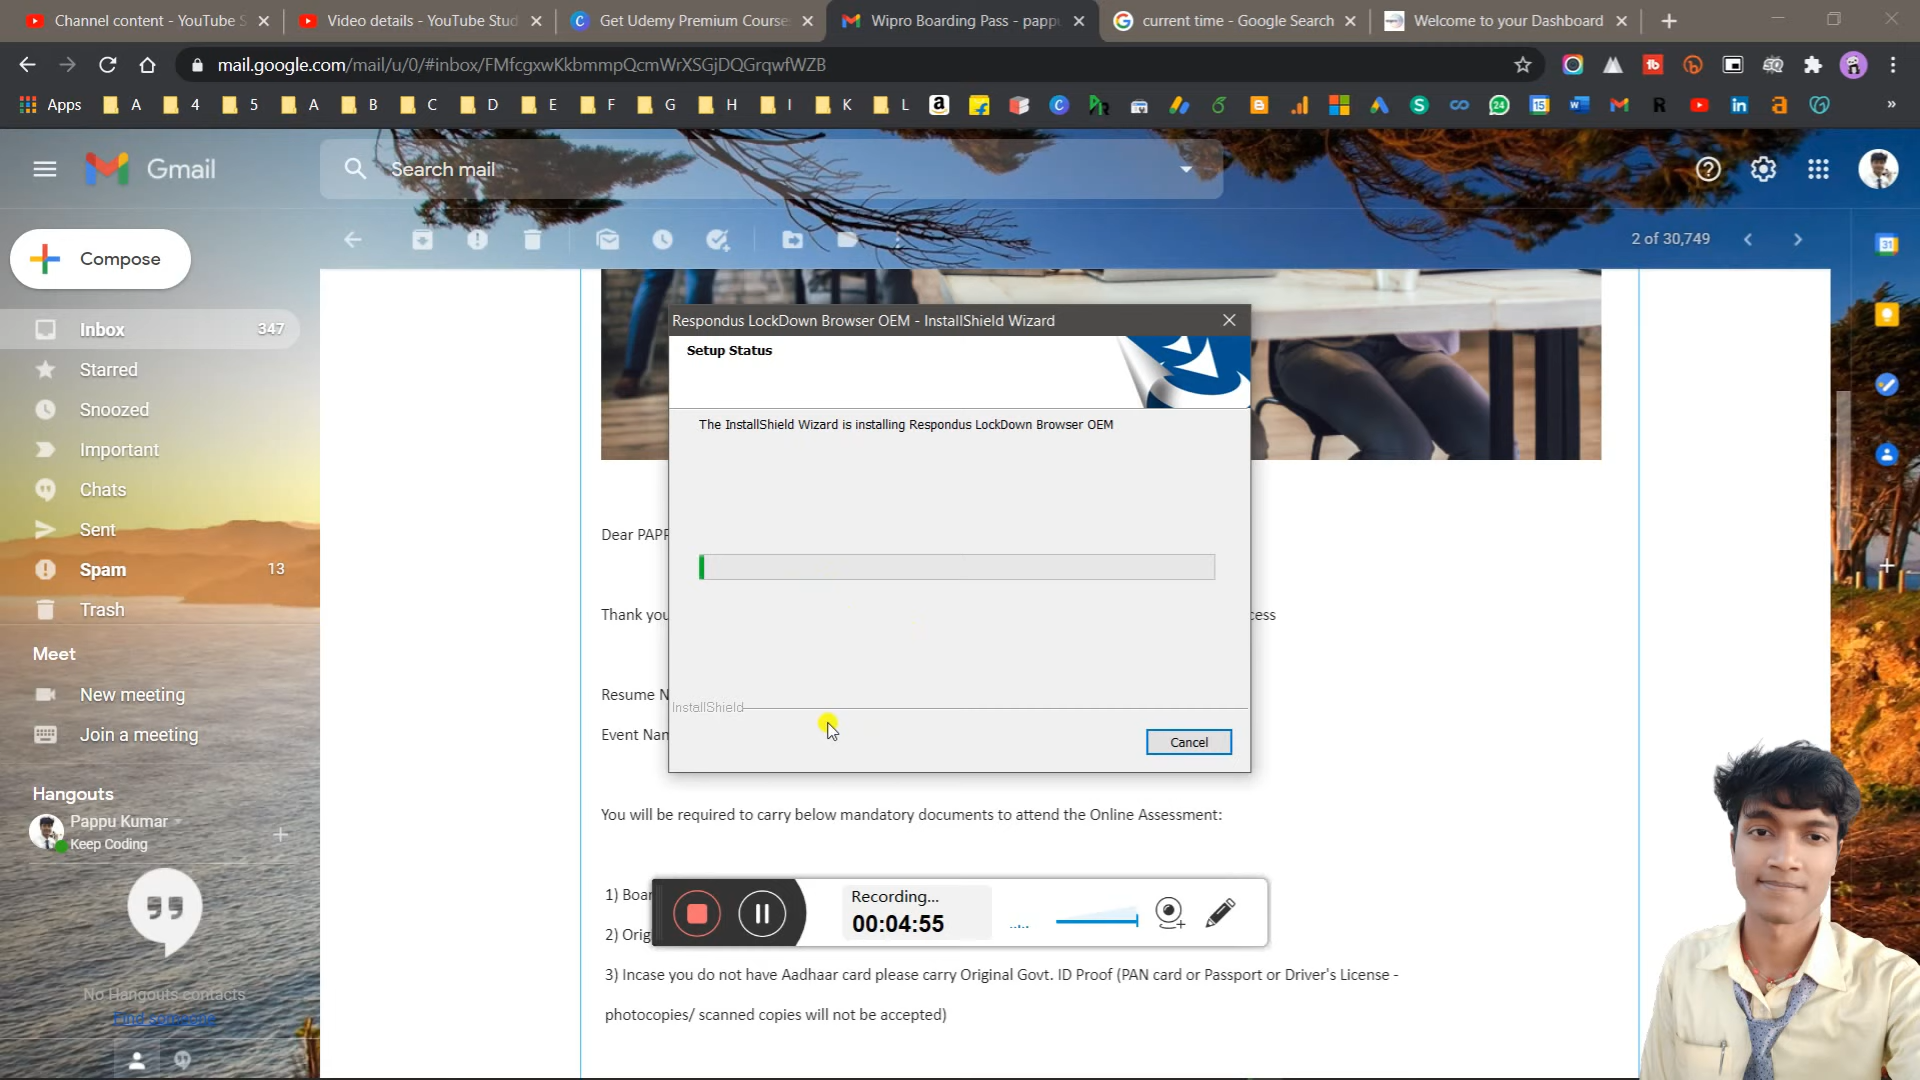 Channel content - YouTube S
Video details - YouTube Stud
Get Udemy Premium Course
Wipro Boarding Pass - papp
current time - Google Search
Welcome to your Dashboard
mail.google.com/mail/u/0/#inbox/FMfcgxwKkbmmpQcmWrXSGjDQGrqwfWZB
Apps A 4 5 A B C D E F G H I K L
Gmail
Search mail
Compose
2 of 30,749
Inbox 347
Starred
Snoozed
Important
Chats
Sent
Spam 13
Trash
Meet
New meeting
Join a meeting
Hangouts
Pappu Kumar
Keep Coding
No Hangouts contacts
Find someone
Respondus LockDown Browser OEM - InstallShield Wizard
Setup Status
The InstallShield Wizard is installing Respondus LockDown Browser OEM
InstallShield
Cancel
Dear PAPP
Thank you
cess
Resume N
Event Nam
You will be required to carry below mandatory documents to attend the Online Assessment:
1) Boar
2) Orig
Recording...
00:04:55
3) Incase you do not have Aadhaar card please carry Original Govt. ID Proof (PAN card or Passport or Driver's License -
photocopies/ scanned copies will not be accepted)